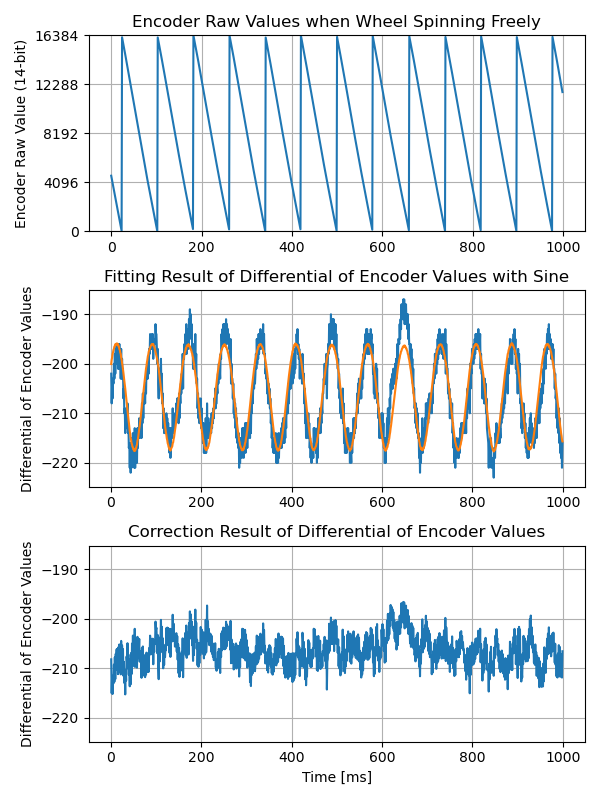 Encoder Raw Values when Wheel Spinning Freely
Encoder Raw Value (14-bit)
16384
12288
8192
4096
0
0 200 400 600 800 1000
Fitting Result of Differential of Encoder Values with Sine
Differential of Encoder Values
−190
−200
−210
−220
0 200 400 600 800 1000
Correction Result of Differential of Encoder Values
Differential of Encoder Values
−190
−200
−210
−220
0 200 400 600 800 1000
Time [ms]